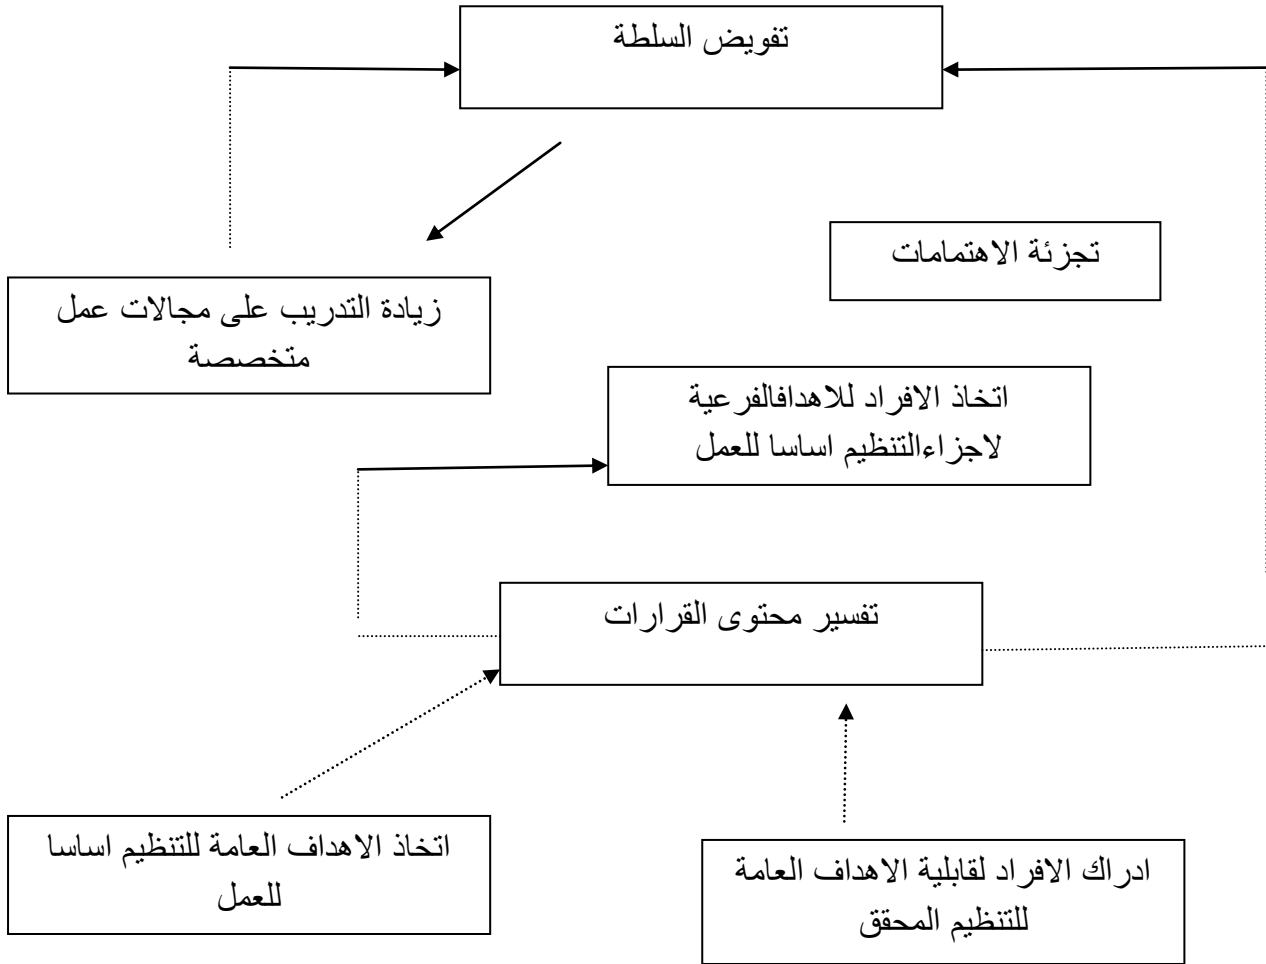 تفويض السلطة
تجزئة الاهتمامات
زيادة التدريب على مجالات عمل
متخصصة
اتخاذ الافراد للاهدافالفرعية
لاجزاءالتنظيم اساسا للعمل
تفسير محتوى القرارات
اتخاذ الاهداف العامة للتنظيم اساسا
للعمل
ادراك الافراد لقابلية الاهداف العامة
للتنظيم المحقق